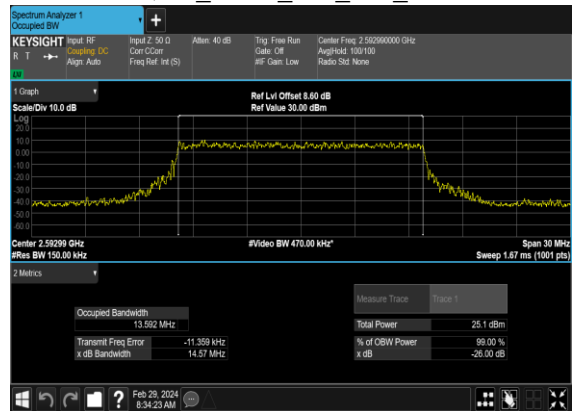 Spectrum Analyzer 1
Occupied BW
+
KEYSIGHT Input: RF Input Z: 50 Ω Atten: 40 dB Trig: Free Run Center Freq: 2.592990000 GHz
R T Coupling: DC Corr CCorr Gate: Off Avg|Hold: 100/100
Align: Auto Freq Ref: Int (S) #IF Gain: Low Radio Std: None
1 Graph
Ref Lvl Offset 8.60 dB
Scale/Div 10.0 dB Ref Value 30.00 dBm
Log
20.0
10.0
0.00
-10.0
-20.0
-30.0
-40.0
-50.0
-60.0
Center 2.59299 GHz #Video BW 470.00 kHz* Span 30 MHz
#Res BW 150.00 kHz Sweep 1.67 ms (1001 pts)
2 Metrics
Measure Trace Trace 1
Occupied Bandwidth
13.592 MHz Total Power 25.1 dBm
Transmit Freq Error -11.359 kHz % of OBW Power 99.00 %
x dB Bandwidth 14.57 MHz x dB -26.00 dB
? Feb 29, 2024
8:34:23 AM